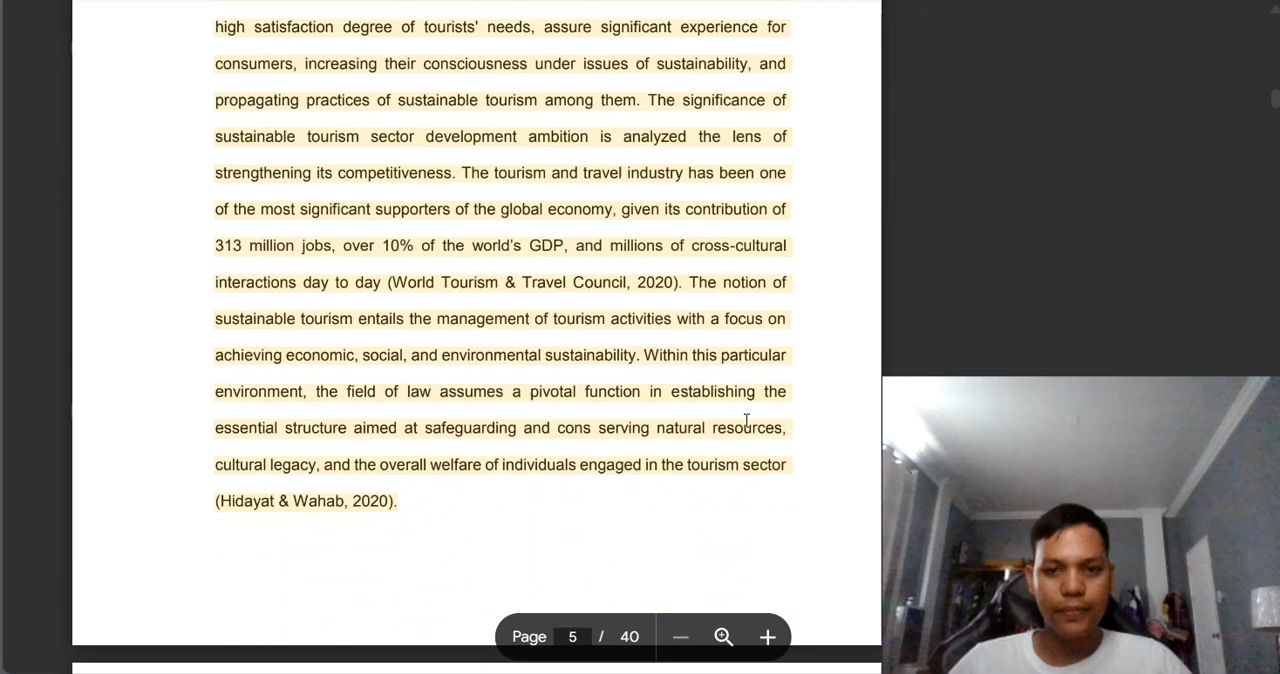 high satisfaction degree of tourists' needs, assure significant experience for
consumers, increasing their consciousness under issues of sustainability, and
propagating practices of sustainable tourism among them. The significance of
sustainable tourism sector development ambition is analyzed the lens of
strengthening its competitiveness. The tourism and travel industry has been one
of the most significant supporters of the global economy, given its contribution of
313 million jobs, over 10% of the world’s GDP, and millions of cross-cultural
interactions day to day (World Tourism & Travel Council, 2020). The notion of
sustainable tourism entails the management of tourism activities with a focus on
achieving economic, social, and environmental sustainability. Within this particular
environment, the field of law assumes a pivotal function in establishing the
essential structure aimed at safeguarding and cons serving natural resources,
cultural legacy, and the overall welfare of individuals engaged in the tourism sector
(Hidayat & Wahab, 2020).
Page 5 / 40